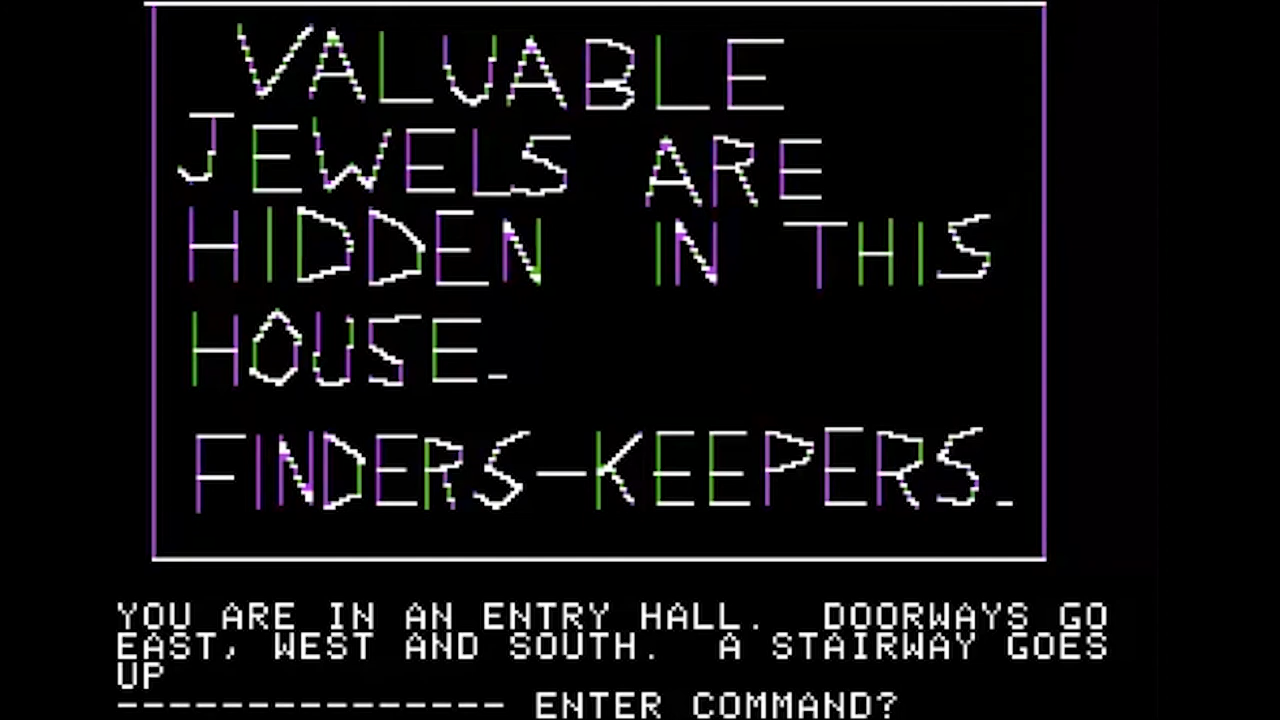 VALUABLE
JEWELS ARE
HIDDEN IN THIS
HOUSE.
FINDERS-KEEPERS.
YOU ARE IN AN ENTRY HALL. DOORWAYS GO
EAST, WEST AND SOUTH. A STAIRWAY GOES
UP
--------------- ENTER COMMAND?